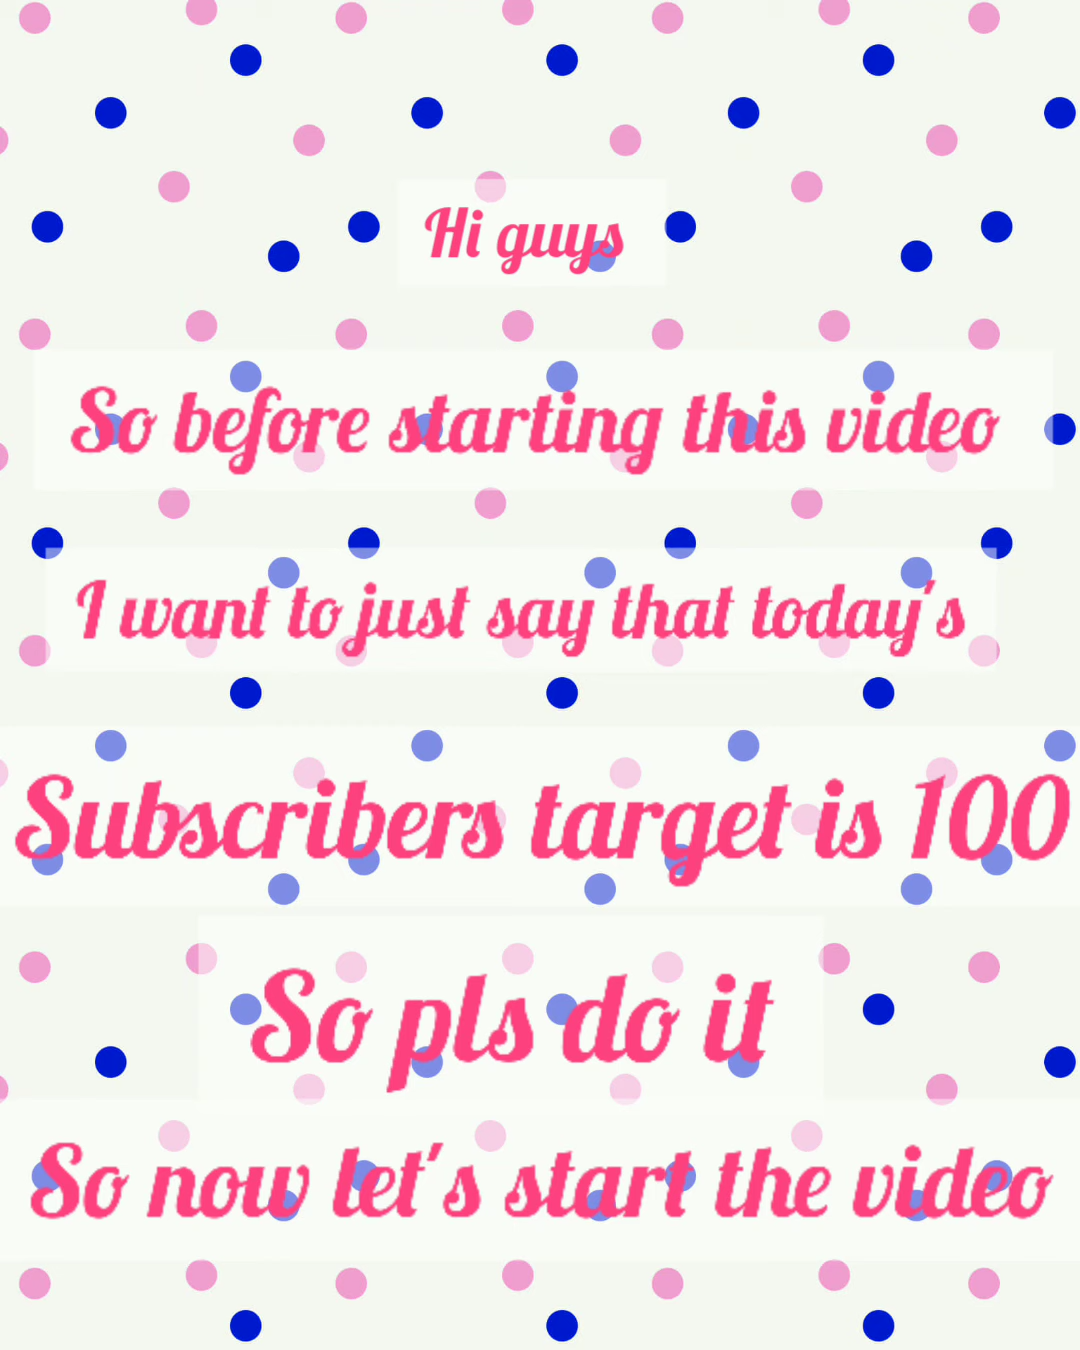 Hi guys
So before starting this video
I want to just say that today's
Subscribers target is 100
So pls do it
So now let's start the video